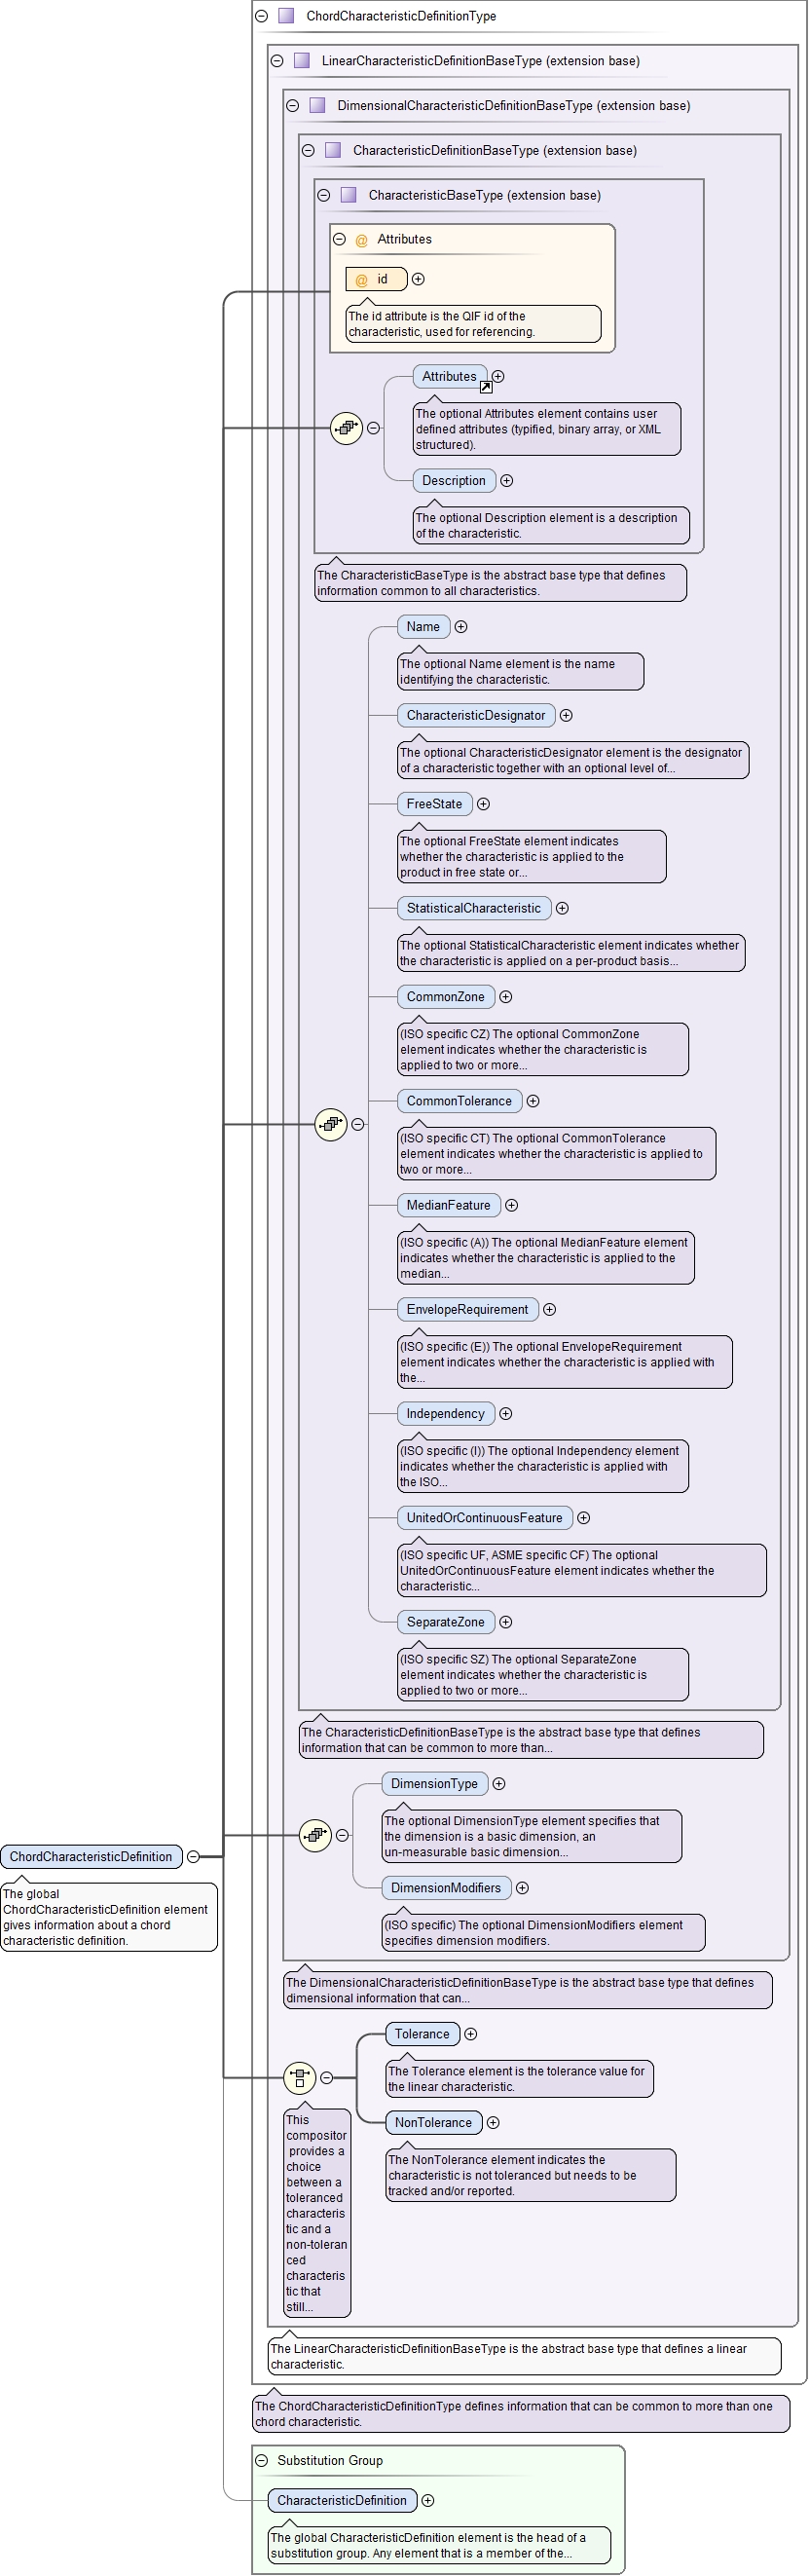 ChordCharacteristicDefinitionType
LinearCharacteristicDefinitionBaseType (extension base)
DimensionalCharacteristicDefinitionBaseType (extension base)
CharacteristicDefinitionBaseType (extension base)
CharacteristicBaseType (extension base)
@ Attributes
@ id
The id attribute is the QIF id of the
characteristic, used for referencing.
Attributes
The optional Attributes element contains user
defined attributes (typified, binary array, or XML
structured).
Description
The optional Description element is a description
of the characteristic.
The CharacteristicBaseType is the abstract base type that defines
information common to all characteristics.
Name
The optional Name element is the name
identifying the characteristic.
CharacteristicDesignator
The optional CharacteristicDesignator element is the designator
of a characteristic together with an optional level of...
FreeState
The optional FreeState element indicates
whether the characteristic is applied to the
product in free state or...
StatisticalCharacteristic
The optional StatisticalCharacteristic element indicates whether
the characteristic is applied on a per-product basis...
CommonZone
(ISO specific CZ) The optional CommonZone
element indicates whether the characteristic is
applied to two or more...
CommonTolerance
(ISO specific CT) The optional CommonTolerance
element indicates whether the characteristic is applied to
two or more...
MedianFeature
(ISO specific (A)) The optional MedianFeature element
indicates whether the characteristic is applied to the
median...
EnvelopeRequirement
(ISO specific (E)) The optional EnvelopeRequirement
element indicates whether the characteristic is applied with
the...
Independency
(ISO specific (I)) The optional Independency element
indicates whether the characteristic is applied with
the ISO...
UnitedOrContinuousFeature
(ISO specific UF, ASME specific CF) The optional
UnitedOrContinuousFeature element indicates whether the
characteristic...
SeparateZone
(ISO specific SZ) The optional SeparateZone
element indicates whether the characteristic is
applied to two or more...
The CharacteristicDefinitionBaseType is the abstract base type that defines
information that can be common to more than...
DimensionType
The optional DimensionType element specifies that
the dimension is a basic dimension, an
un-measurable basic dimension...
ChordCharacteristicDefinition
The global
ChordCharacteristicDefinition element
gives information about a chord
characteristic definition.
DimensionModifiers
(ISO specific) The optional DimensionModifiers element
specifies dimension modifiers.
The DimensionalCharacteristicDefinitionBaseType is the abstract base type that defines
dimensional information that can...
Tolerance
The Tolerance element is the tolerance value for
the linear characteristic.
NonTolerance
The NonTolerance element indicates the
characteristic is not toleranced but needs to be
tracked and/or reported.
This
compositor
provides a
choice
between a
toleranced
characteris
tic and a
non-toleran
ced
characteris
tic that
still...
The LinearCharacteristicDefinitionBaseType is the abstract base type that defines a linear
characteristic.
The ChordCharacteristicDefinitionType defines information that can be common to more than one
chord characteristic.
Substitution Group
CharacteristicDefinition
The global CharacteristicDefinition element is the head of a
substitution group. Any element that is a member of the...